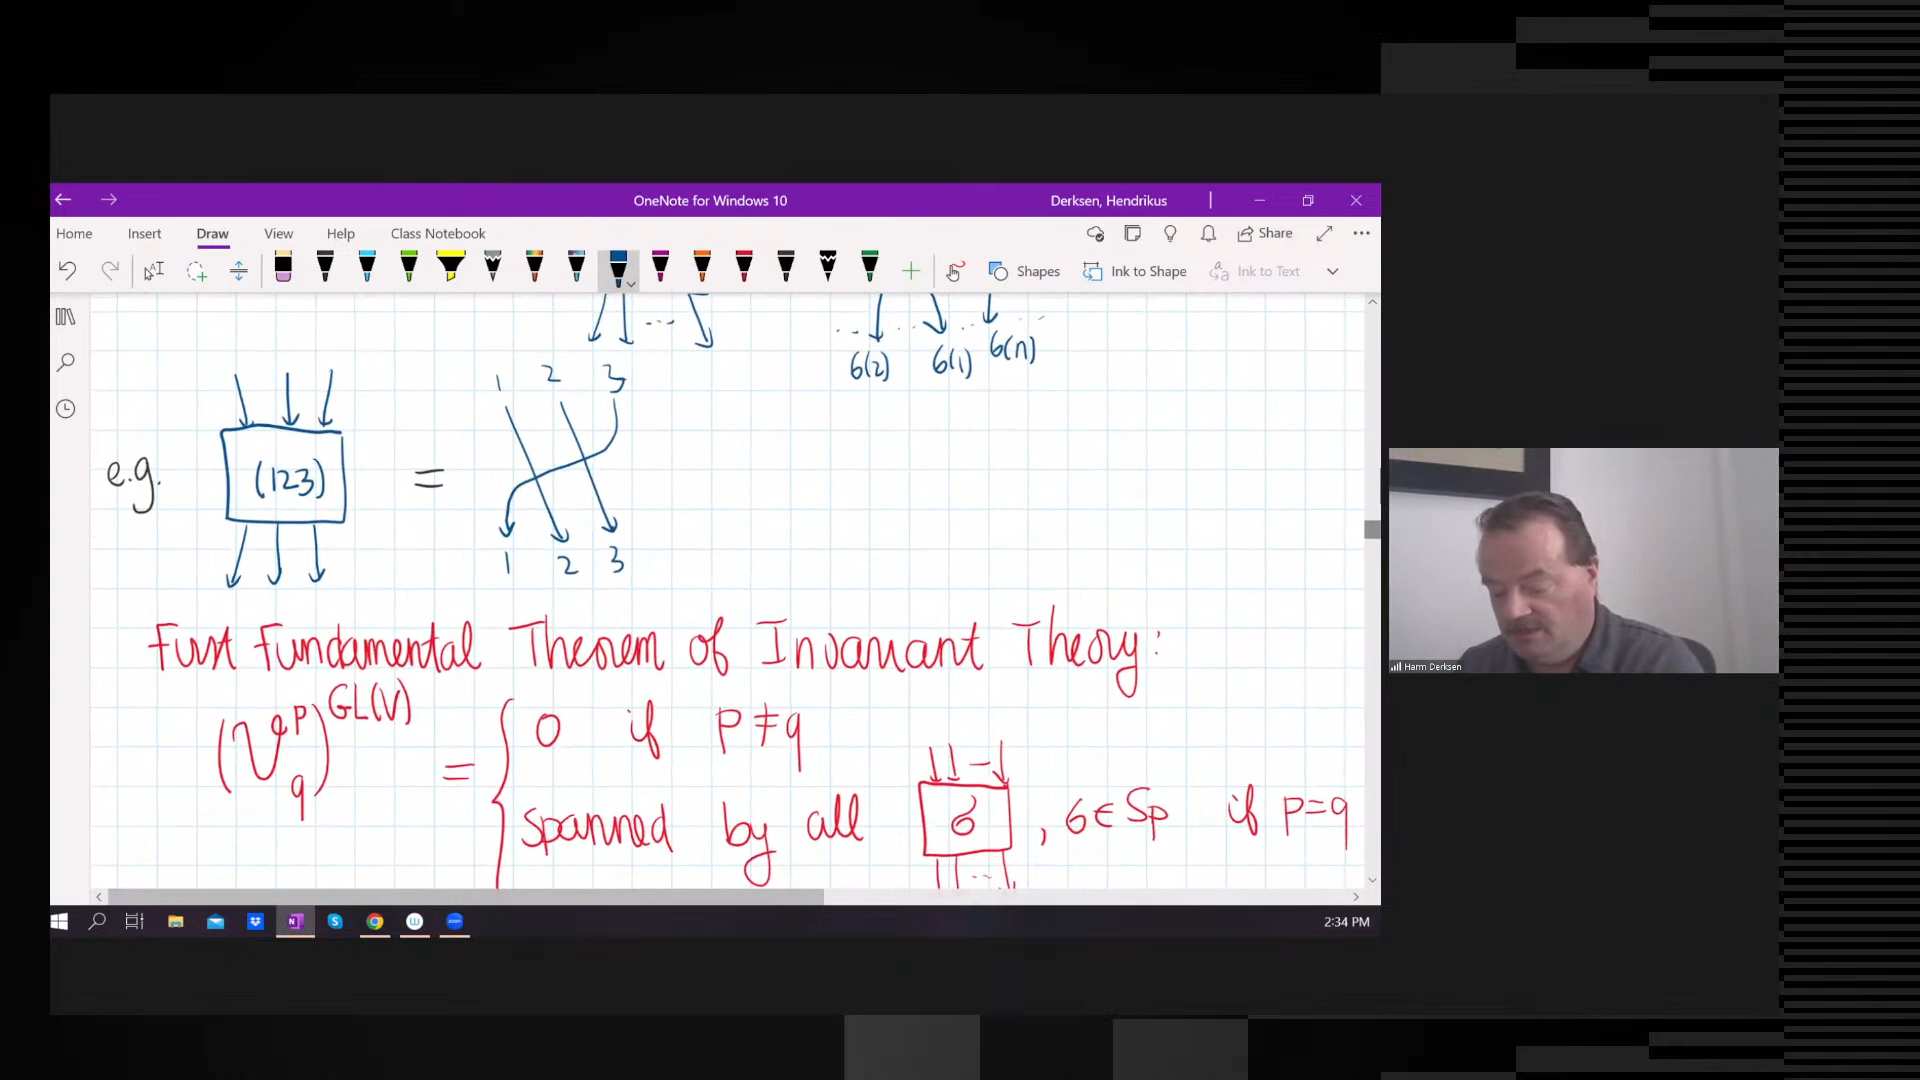 OneNote for Windows 10
Derksen, Hendrikus
Home Insert Draw View Help Class Notebook
Share
Shapes Ink to Shape Ink to Text
6(2) 6(1) 6(n)
1 2 3
e.g. (123) =
1 2 3
First Fundamental Theorem of Invariant Theory:
(V^p_q)^GL(V) = { 0 if p≠q
spanned by all 6 , 6 ∈ Sp if p=q
Harm Derksen
2:34 PM